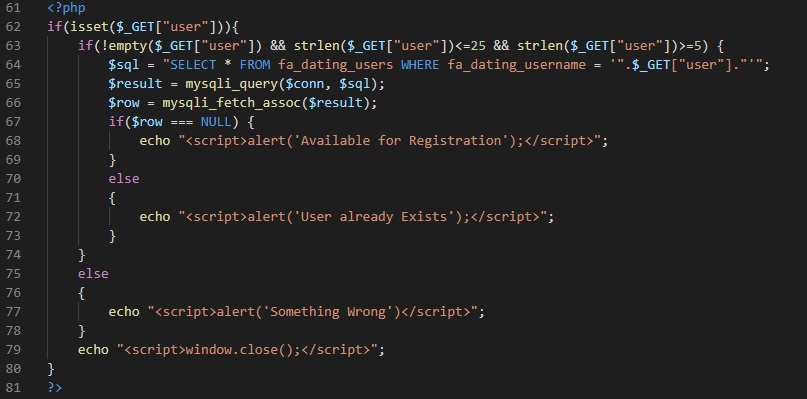 61 <?php
62 if(isset($_GET["user"])){
63     if(!empty($_GET["user"]) && strlen($_GET["user"])<=25 && strlen($_GET["user"])>=5) {
64         $sql = "SELECT * FROM fa_dating_users WHERE fa_dating_username = '".$_GET["user"]."'";
65         $result = mysqli_query($conn, $sql);
66         $row = mysqli_fetch_assoc($result);
67         if($row === NULL) {
68             echo "<script>alert('Available for Registration');</script>";
69         }
70         else
71         {
72             echo "<script>alert('User already Exists');</script>";
73         }
74     }
75     else
76     {
77         echo "<script>alert('Something Wrong')</script>";
78     }
79     echo "<script>window.close();</script>";
80 }
81 ?>